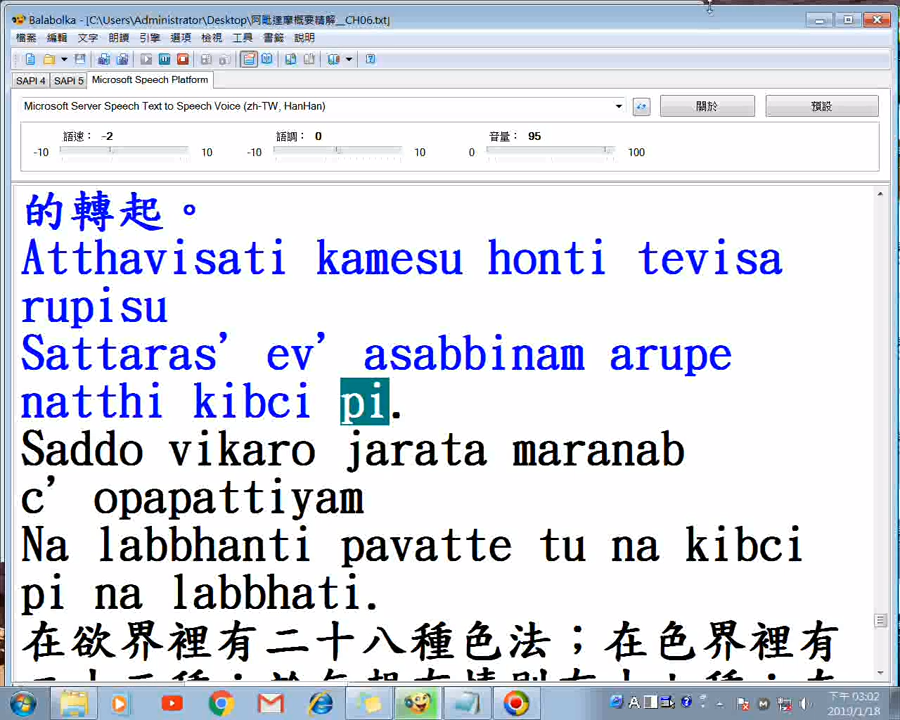 Balabolka - [C:\Users\Administrator\Desktop\阿毗達摩概要精解__CH06.txt]
檔案 編輯 文字 朗讀 引擎 選項 檢視 工具 書籤 說明
SAPI 4 SAPI 5 Microsoft Speech Platform
Microsoft Server Speech Text to Speech Voice (zh-TW, HanHan) 關於 預設
語速： -2 語調： 0 音量： 95
-10 10 -10 10 0 100
的轉起。
Atthavisati kamesu honti tevisa
rupisu
Sattaras’ ev’ asabbinam arupe
natthi kibci pi.
Saddo vikaro jarata maranab
c’ opapattiyam
Na labbhanti pavatte tu na kibci
pi na labbhati.
在欲界裡有二十八種色法；在色界裡有
下午 03:02
2019/1/18